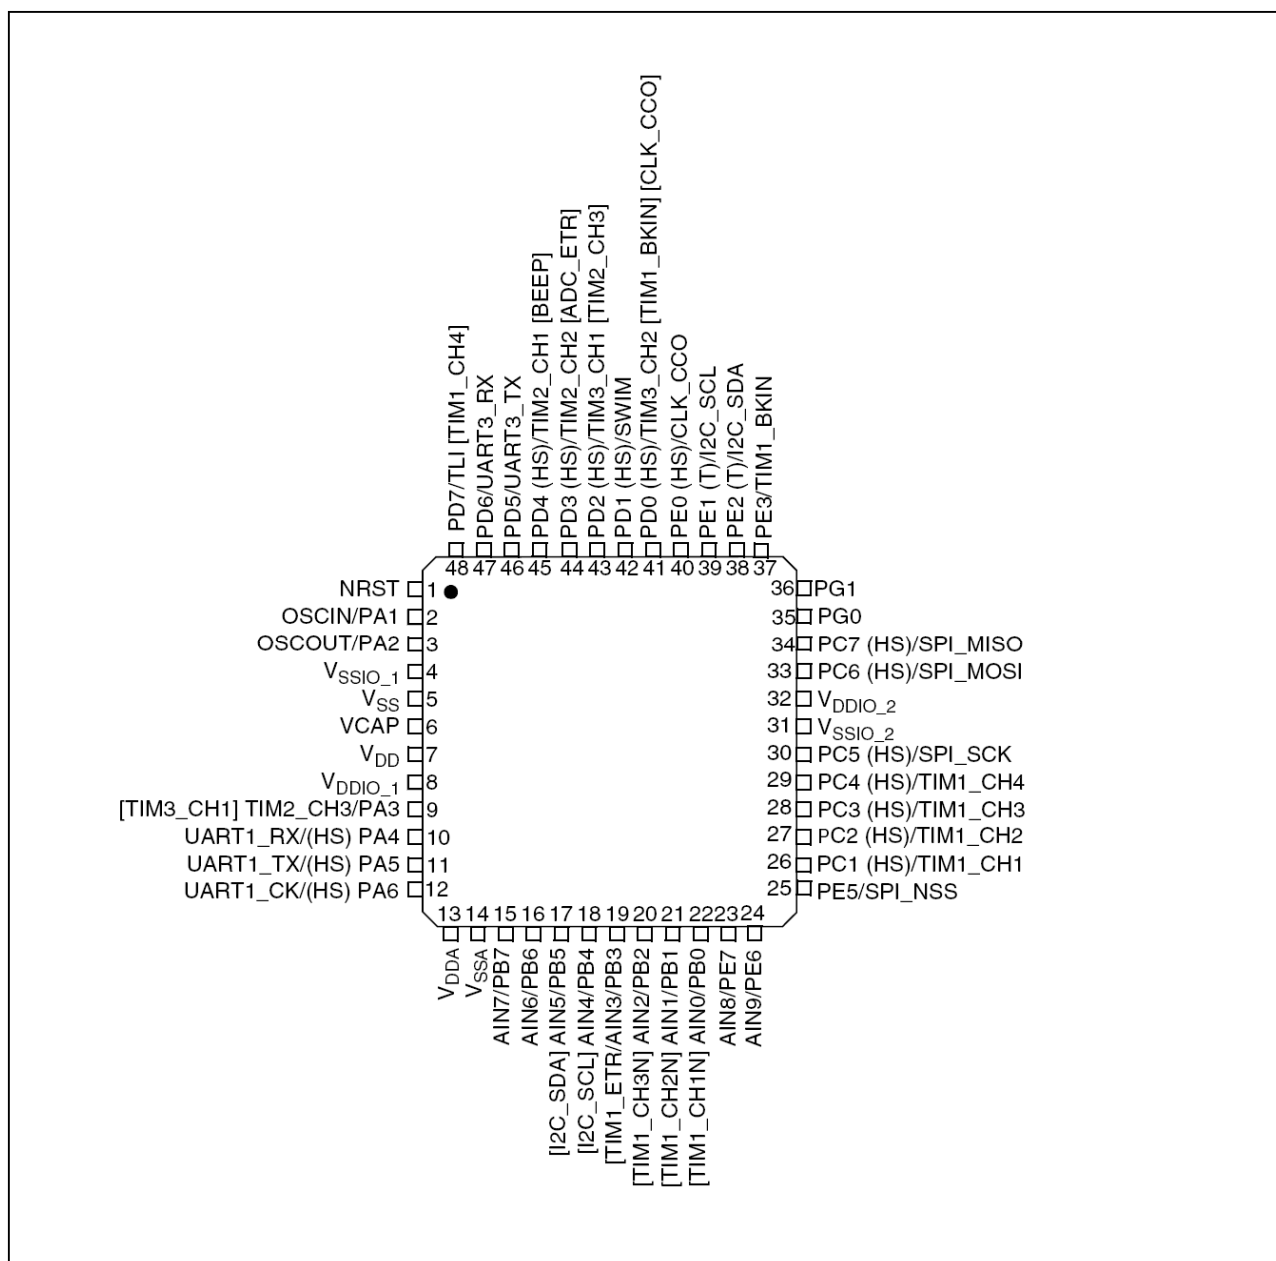 PD7/TLI [TIM1_CH4]
PD6/UART3_RX
PD5/UART3_TX
PD4 (HS)/TIM2_CH1 [BEEP]
PD3 (HS)/TIM2_CH2 [ADC_ETR]
PD2 (HS)/TIM3_CH1 [TIM2_CH3]
PD1 (HS)/SWIM
PD0 (HS)/TIM3_CH2 [TIM1_BKIN] [CLK_CCO]
PE0 (HS)/CLK_CCO
PE1 (T)/I2C_SCL
PE2 (T)/I2C_SDA
PE3/TIM1_BKIN
48 47 46 45 44 43 42 41 40 39 38 37
NRST 1
OSCIN/PA1 2
OSCOUT/PA2 3
VSSIO_1 4
VSS 5
VCAP 6
VDD 7
VDDIO_1 8
[TIM3_CH1] TIM2_CH3/PA3 9
UART1_RX/(HS) PA4 10
UART1_TX/(HS) PA5 11
UART1_CK/(HS) PA6 12
36 PG1
35 PG0
34 PC7 (HS)/SPI_MISO
33 PC6 (HS)/SPI_MOSI
32 VDDIO_2
31 VSSIO_2
30 PC5 (HS)/SPI_SCK
29 PC4 (HS)/TIM1_CH4
28 PC3 (HS)/TIM1_CH3
27 PC2 (HS)/TIM1_CH2
26 PC1 (HS)/TIM1_CH1
25 PE5/SPI_NSS
13 14 15 16 17 18 19 20 21 22 23 24
VDDA
VSSA
AIN7/PB7
AIN6/PB6
[I2C_SDA] AIN5/PB5
[I2C_SCL] AIN4/PB4
[TIM1_ETR/AIN3/PB3
[TIM1_CH3N] AIN2/PB2
[TIM1_CH2N] AIN1/PB1
[TIM1_CH1N] AIN0/PB0
AIN8/PE7
AIN9/PE6